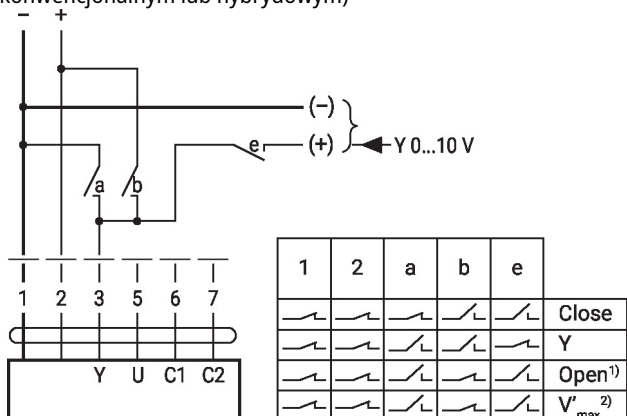 konwencjonalnym lub hybrydowym)
– +
(–)
e (+) Y 0...10 V
a b
1 2 3 5 6 7
Y U C1 C2
1 2 a b e
Close
Y
Open¹⁾
V'max²⁾